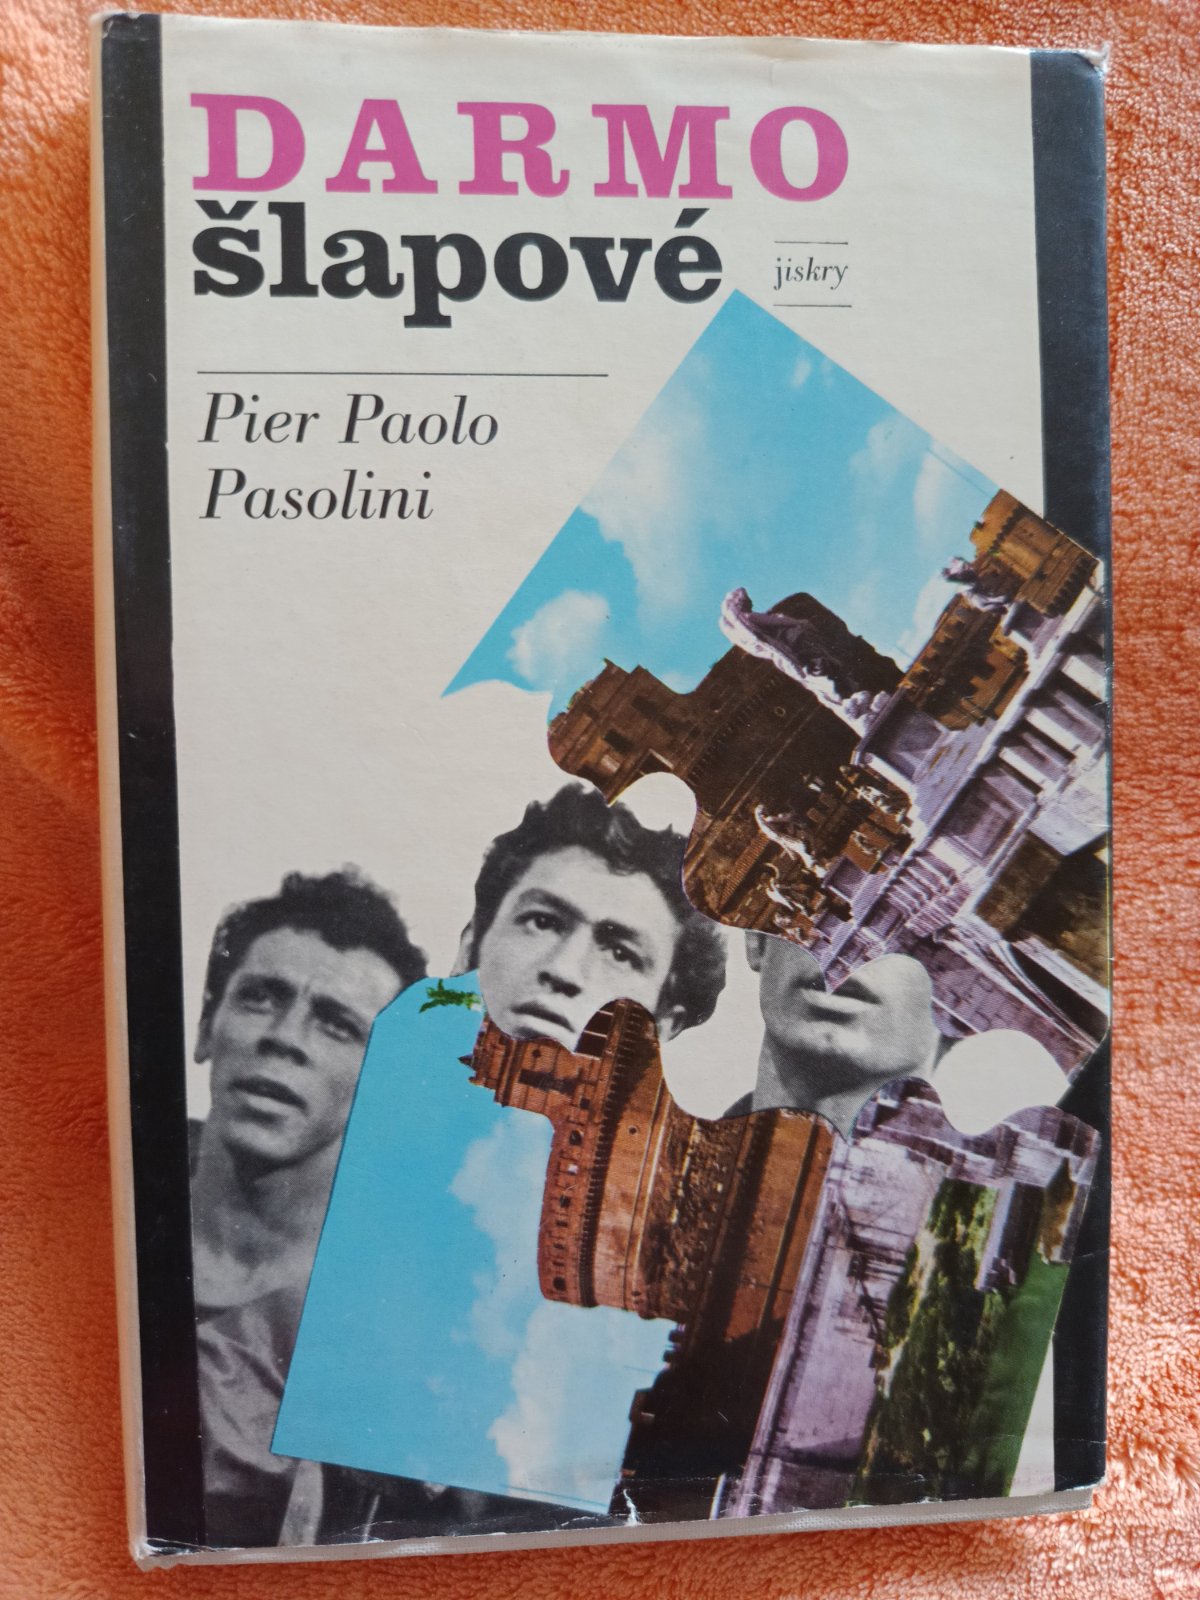 DARMO
šlapové
jiskry
Pier Paolo
Pasolini